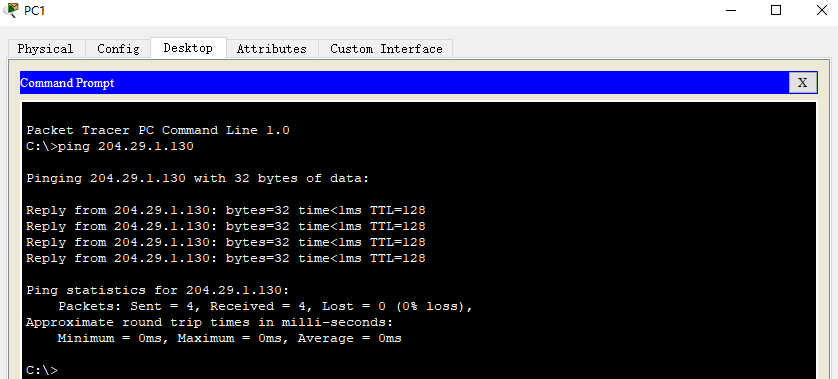 PC1
Physical Config Desktop Attributes Custom Interface
Command Prompt X
Packet Tracer PC Command Line 1.0
C:\>ping 204.29.1.130
Pinging 204.29.1.130 with 32 bytes of data:
Reply from 204.29.1.130: bytes=32 time<1ms TTL=128
Reply from 204.29.1.130: bytes=32 time<1ms TTL=128
Reply from 204.29.1.130: bytes=32 time<1ms TTL=128
Reply from 204.29.1.130: bytes=32 time<1ms TTL=128
Ping statistics for 204.29.1.130:
Packets: Sent = 4, Received = 4, Lost = 0 (0% loss),
Approximate round trip times in milli-seconds:
Minimum = 0ms, Maximum = 0ms, Average = 0ms
C:\>